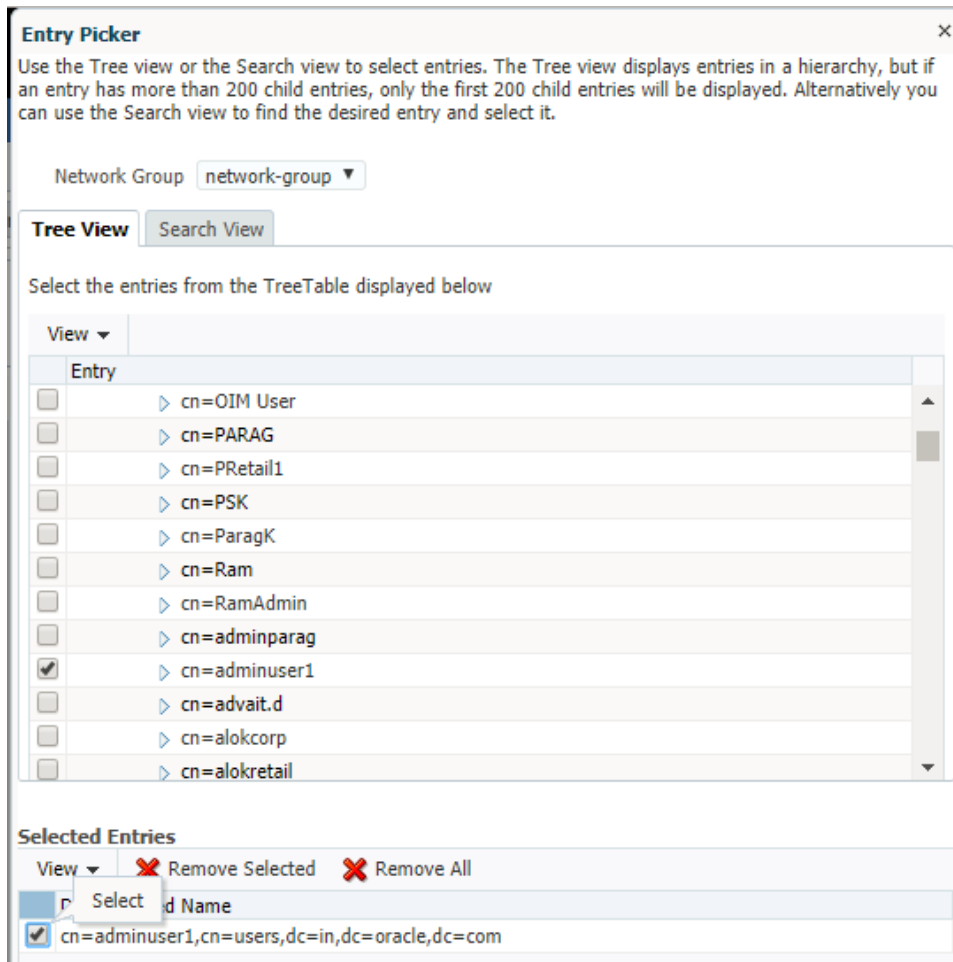 Entry Picker
Use the Tree view or the Search view to select entries. The Tree view displays entries in a hierarchy, but if
an entry has more than 200 child entries, only the first 200 child entries will be displayed. Alternatively you
can use the Search view to find the desired entry and select it.
Network Group network-group
Tree View Search View
Select the entries from the TreeTable displayed below
View
Entry
cn=OIM User
cn=PARAG
cn=PRetail1
cn=PSK
cn=ParagK
cn=Ram
cn=RamAdmin
cn=adminparag
cn=adminuser1
cn=advait.d
cn=alokcorp
cn=alokretail
Selected Entries
View Remove Selected Remove All
Select Name
cn=adminuser1,cn=users,dc=in,dc=oracle,dc=com